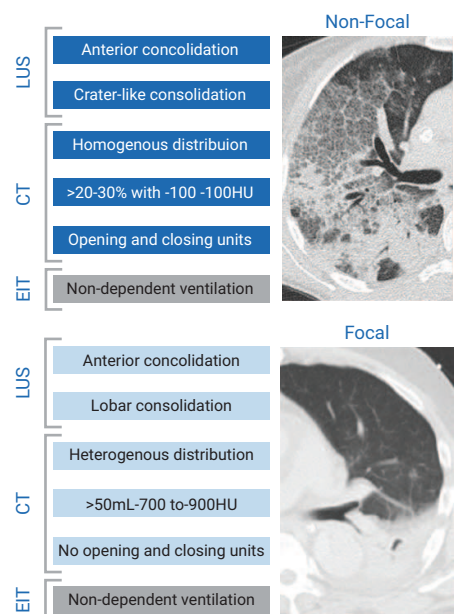 Non-Focal
LUS
Anterior concolidation
Crater-like consolidation
CT
Homogenous distribuion
>20-30% with -100 -100HU
Opening and closing units
EIT
Non-dependent ventilation
Focal
LUS
Anterior concolidation
Lobar consolidation
CT
Heterogenous distribution
>50mL-700 to-900HU
No opening and closing units
EIT
Non-dependent ventilation